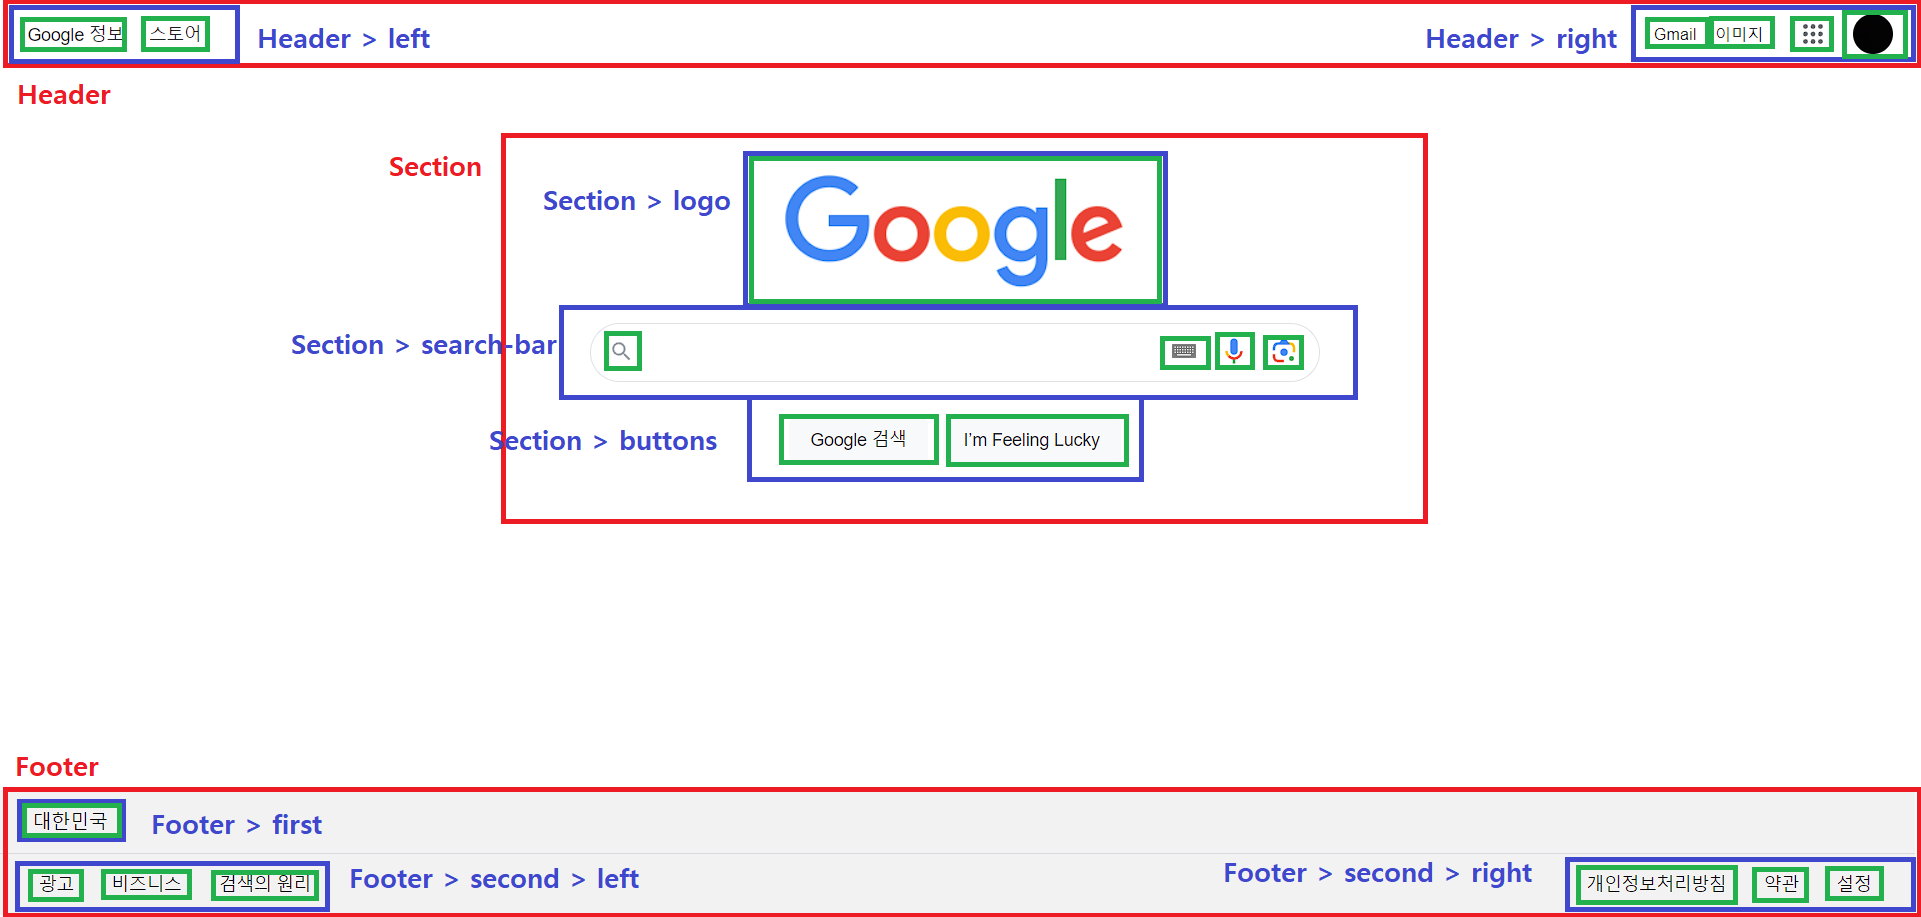 Google 정보 스토어 Header > left Header > right Gmail 이미지
Header
Section
Section > logo
Google
Section > search-bar
Section > buttons Google 검색 I'm Feeling Lucky
Footer
대한민국 Footer > first
광고 비즈니스 검색의 원리 Footer > second > left Footer > second > right 개인정보처리방침 약관 설정